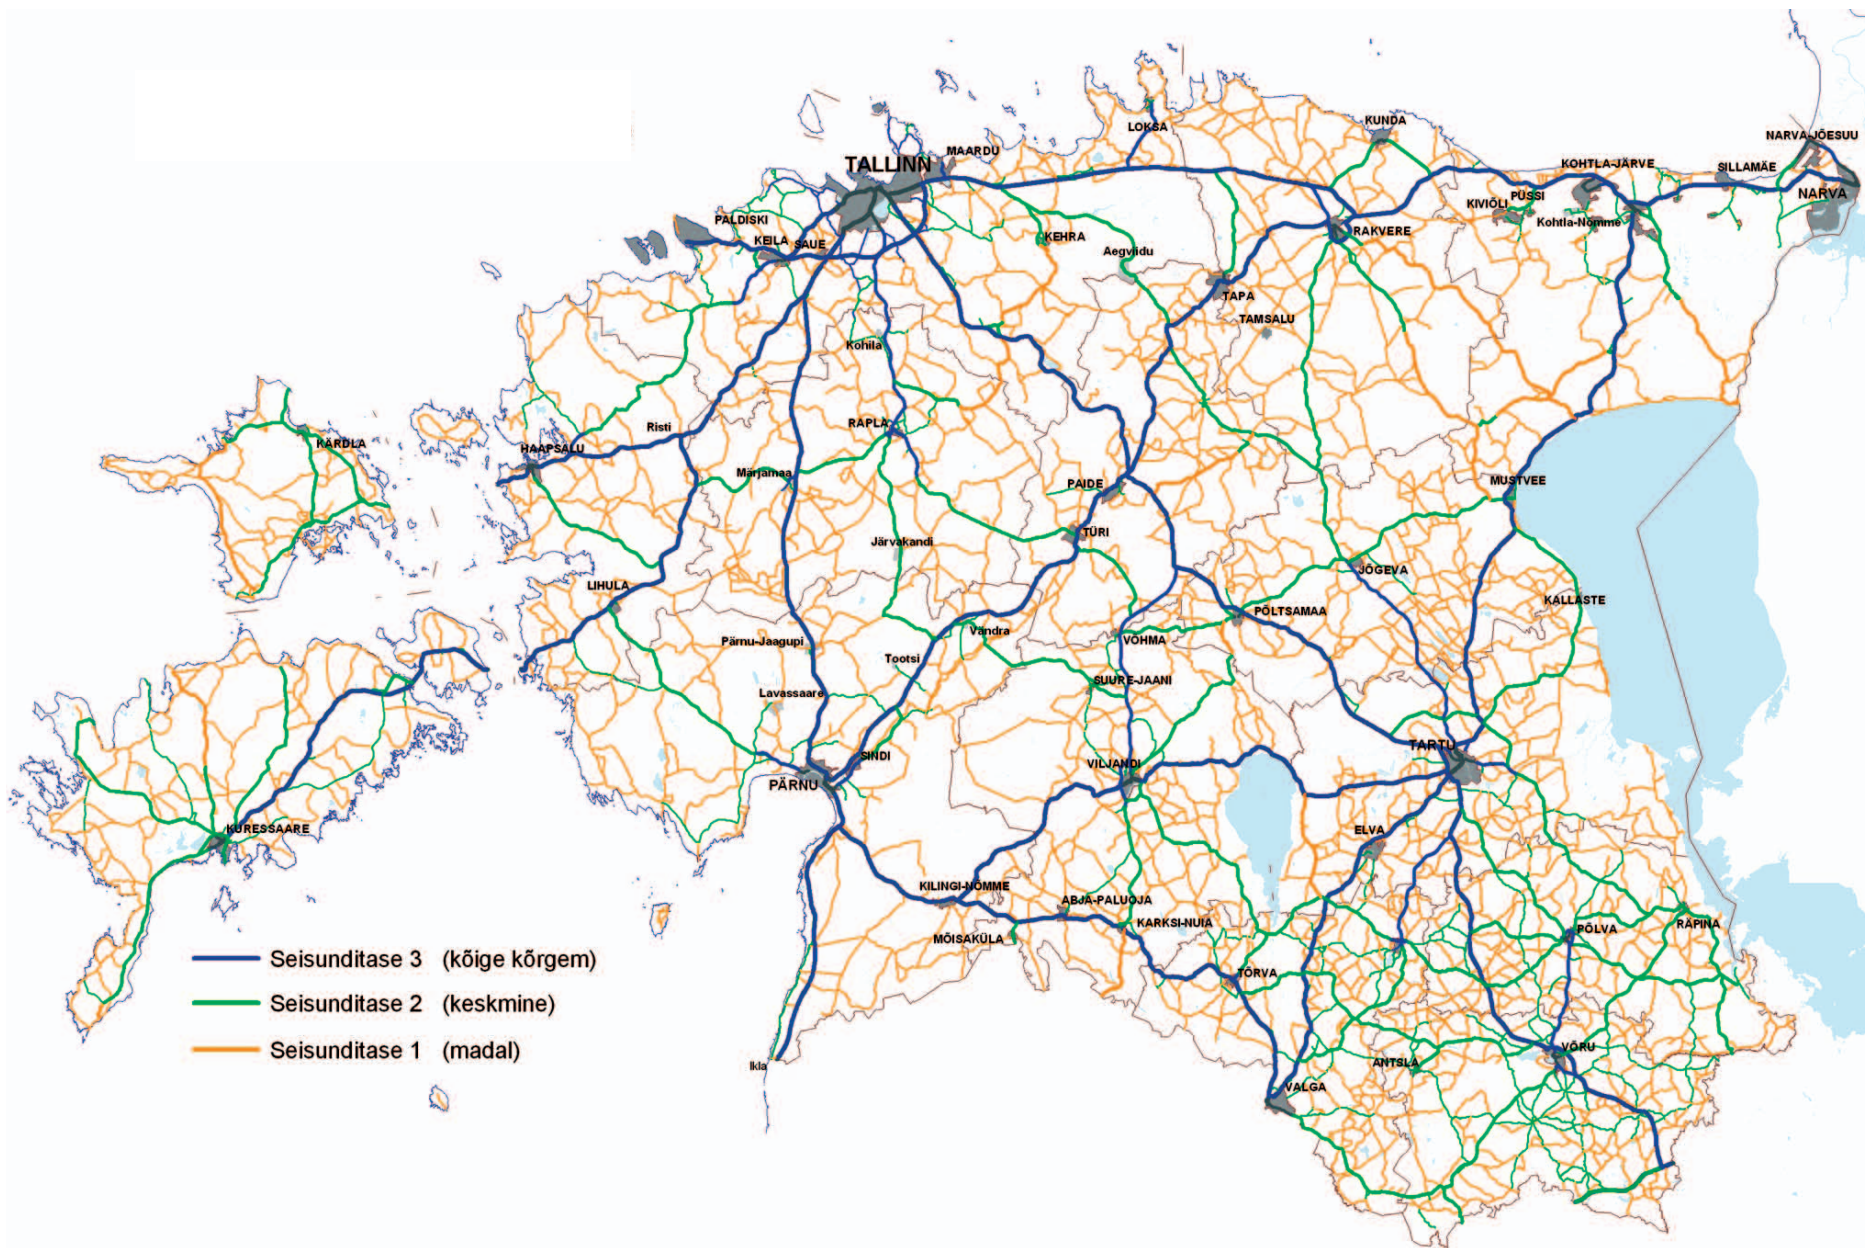 LOKSA
KUNDA
NARVA-JÕESUU
MAARDU
TALLINN
KOHTLA-JÄRVE
SILLAMÄE
PÜSSI
NARVA
KIVIÕLI
PALDISKI
Kohtla-Nõmme
RAKVERE
KEHRA
KEILA
SAUE
Aegviidu
TAPA
TAMSALU
Kohila
RAPLA
Risti
KÄRDLA
HAAPSALU
Märjamaa
PAIDE
MUSTVEE
TÜRI
Järvakandi
JÕGEVA
LIHULA
KALLASTE
PÕLTSAMAA
Vändra
VÕHMA
Pärnu-Jaagupi
Tootsi
SUURE-JAANI
Lavassaare
TARTU
SINDI
VILJANDI
PÄRNU
KURESSAARE
ELVA
KILINGI-NÕMME
ABJA-PALUOJA
KARKSI-NUIA
RÄPINA
PÕLVA
MÕISAKÜLA
Seisunditase 3 (kõige kõrgem)
TÕRVA
Seisunditase 2 (keskmine)
Seisunditase 1 (madal)
VÕRU
Ikla
ANTSLA
VALGA